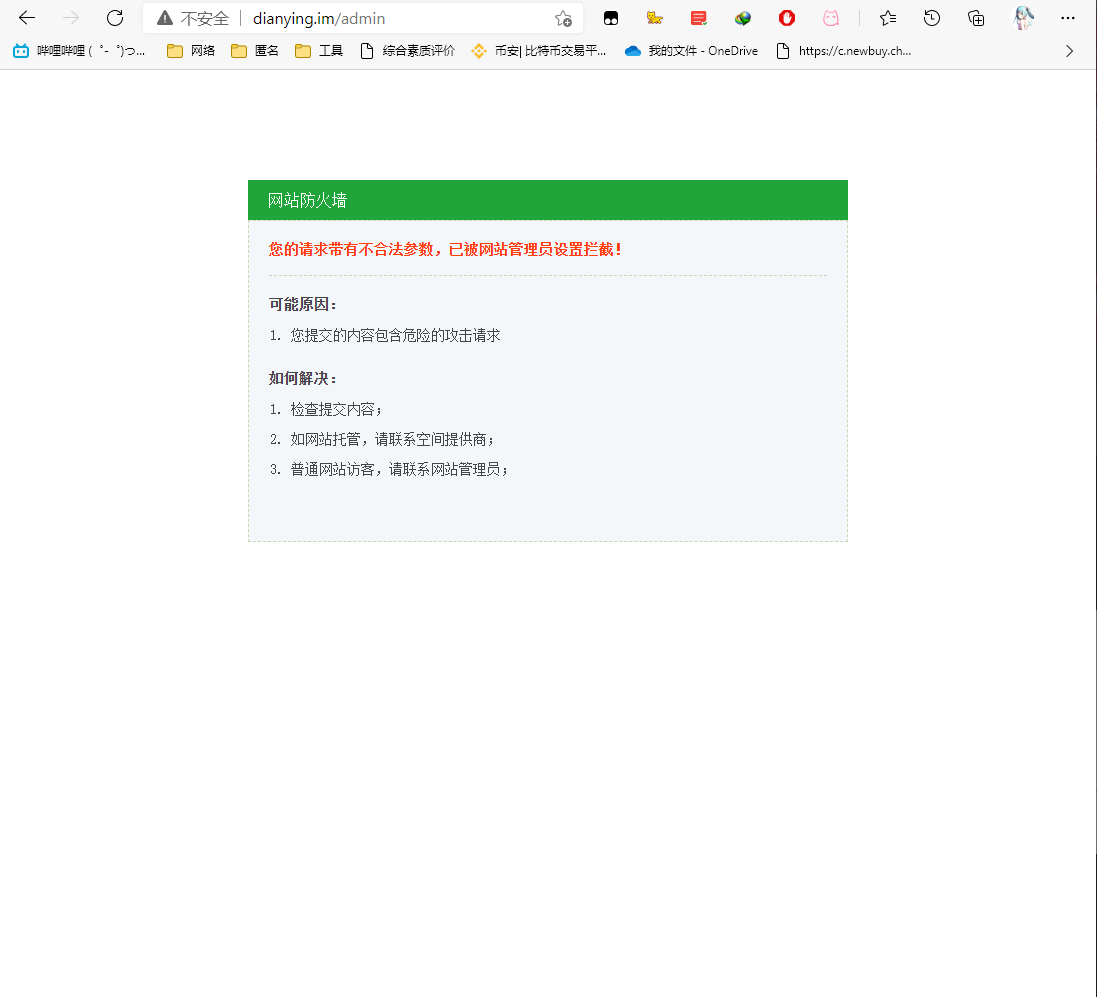 不安全 dianying.im/admin
哔哩哔哩 (゜-゜)つ... 网络 匿名 工具 综合素质评价 币安| 比特币交易平... 我的文件 - OneDrive https://c.newbuy.ch...
网站防火墙
您的请求带有不合法参数，已被网站管理员设置拦截！
可能原因：
1. 您提交的内容包含危险的攻击请求
如何解决：
1. 检查提交内容；
2. 如网站托管，请联系空间提供商；
3. 普通网站访客，请联系网站管理员；